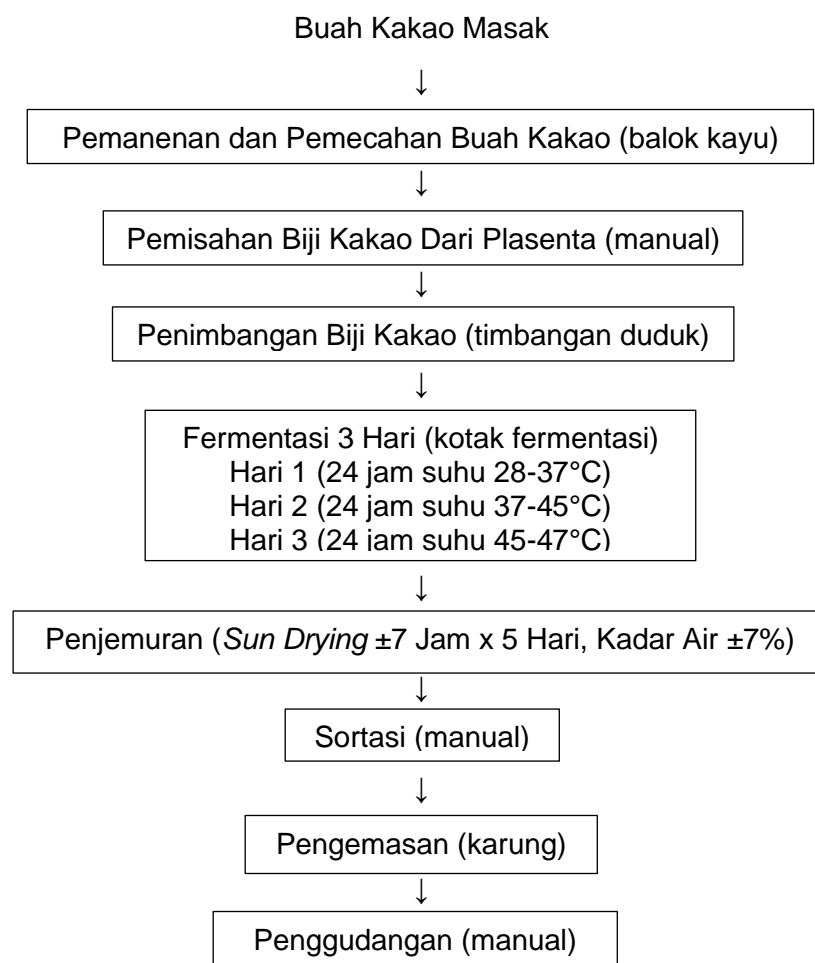 Buah Kakao Masak
↓
Pemanenan dan Pemecahan Buah Kakao (balok kayu)
↓
Pemisahan Biji Kakao Dari Plasenta (manual)
↓
Penimbangan Biji Kakao (timbangan duduk)
↓
Fermentasi 3 Hari (kotak fermentasi)
Hari 1 (24 jam suhu 28-37°C)
Hari 2 (24 jam suhu 37-45°C)
Hari 3 (24 jam suhu 45-47°C)
↓
Penjemuran (Sun Drying ±7 Jam x 5 Hari, Kadar Air ±7%)
↓
Sortasi (manual)
↓
Pengemasan (karung)
↓
Penggudangan (manual)